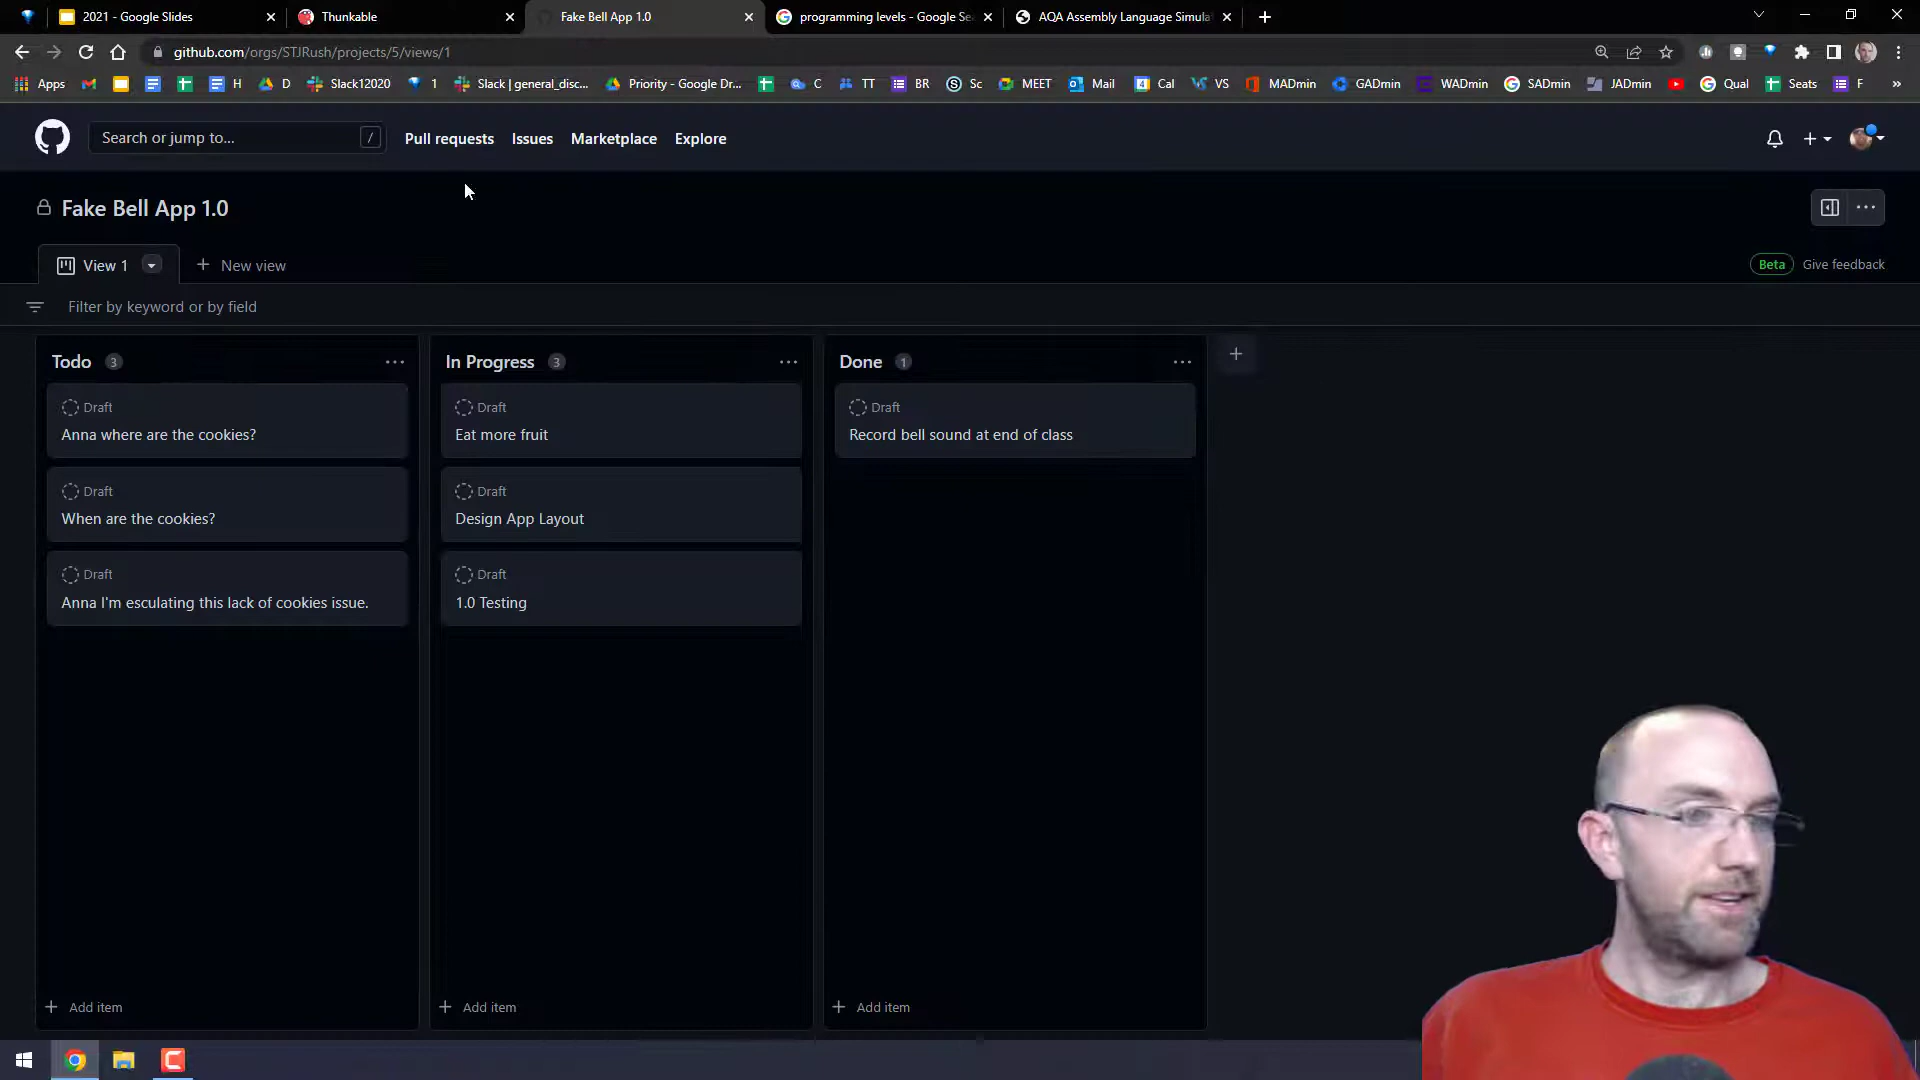 2021 - Google Slides
Thunkable
Fake Bell App 1.0
programming levels - Google Se
AQA Assembly Language Simula
github.com/orgs/STJRush/projects/5/views/1
Apps
H
D
Slack12020
1
Slack | general_disc...
Priority - Google Dr...
C
TT
BR
Sc
MEET
Mail
Cal
VS
MAdmin
GAdmin
WAdmin
SAdmin
JAdmin
Qual
Seats
F
»
Search or jump to...
/
Pull requests
Issues
Marketplace
Explore
Fake Bell App 1.0
View 1
New view
Beta
Give feedback
Filter by keyword or by field
Todo 3
In Progress 3
Done 1
Draft
Anna where are the cookies?
Draft
When are the cookies?
Draft
Anna I'm esculating this lack of cookies issue.
Draft
Eat more fruit
Draft
Design App Layout
Draft
1.0 Testing
Draft
Record bell sound at end of class
+ Add item
+ Add item
+ Add item